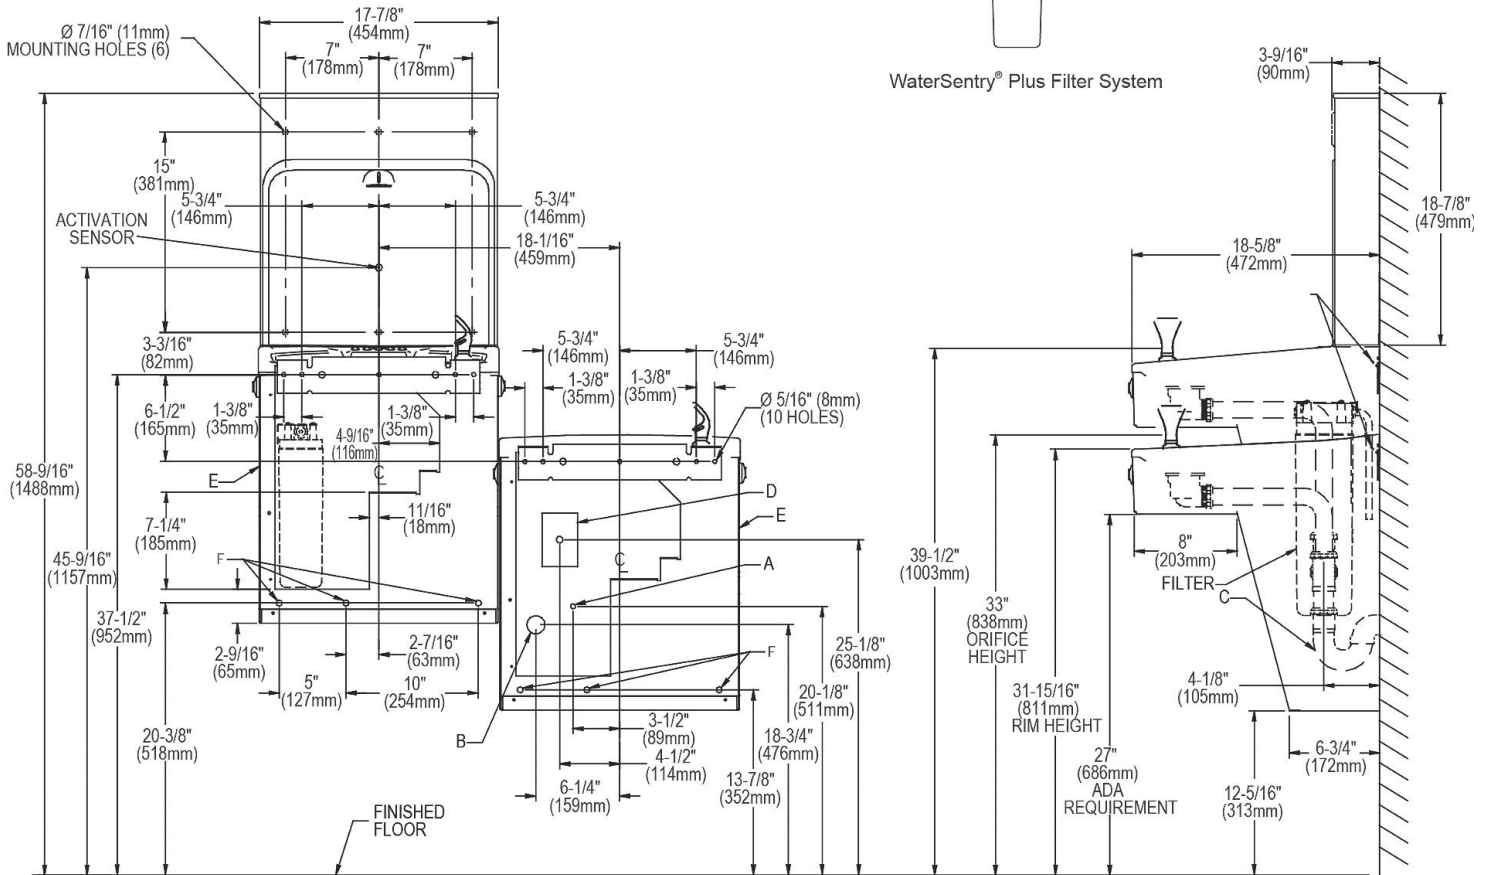 17-7/8"
(454mm)
Ø 7/16" (11mm)
MOUNTING HOLES (6)
7"
(178mm)
7"
(178mm)
WaterSentry® Plus Filter System
3-9/16"
(90mm)
15"
(381mm)
5-3/4"
(146mm)
5-3/4"
(146mm)
ACTIVATION
SENSOR
18-1/16"
(459mm)
18-7/8"
(479mm)
18-5/8"
(472mm)
3-3/16"
(82mm)
5-3/4"
(146mm)
5-3/4"
(146mm)
1-3/8"
(35mm)
1-3/8"
(35mm)
Ø 5/16" (8mm)
(10 HOLES)
6-1/2"
(165mm)
1-3/8"
(35mm)
1-3/8"
(35mm)
4-9/16"
(116mm)
58-9/16"
(1488mm)
E
C
L
D
11/16"
(18mm)
E
7-1/4"
(185mm)
F
45-9/16"
(1157mm)
C
L
A
39-1/2"
(1003mm)
8"
(203mm)
FILTER
C
37-1/2"
(952mm)
33"
(838mm)
ORIFICE
HEIGHT
2-9/16"
(65mm)
2-7/16"
(63mm)
F
25-1/8"
(638mm)
5"
(127mm)
10"
(254mm)
20-1/8"
(511mm)
31-15/16"
(811mm)
RIM HEIGHT
4-1/8"
(105mm)
20-3/8"
(518mm)
B
3-1/2"
(89mm)
18-3/4"
(476mm)
4-1/2"
(114mm)
6-3/4"
(172mm)
27"
(686mm)
ADA
REQUIREMENT
6-1/4"
(159mm)
13-7/8"
(352mm)
12-5/16"
(313mm)
FINISHED
FLOOR